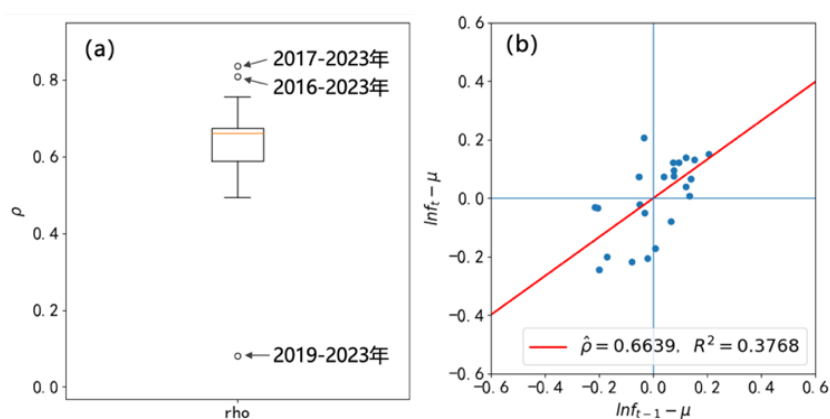 (a)
2017-2023年
2016-2023年
2019-2023年
ρ
0.8
0.6
0.4
0.2
0.0
rho
(b)
lnf_t − μ
0.6
0.4
0.2
0.0
−0.2
−0.4
−0.6
ρ̂ = 0.6639, R² = 0.3768
−0.6 −0.4 −0.2 0.0 0.2 0.4 0.6
lnf_{t−1} − μ